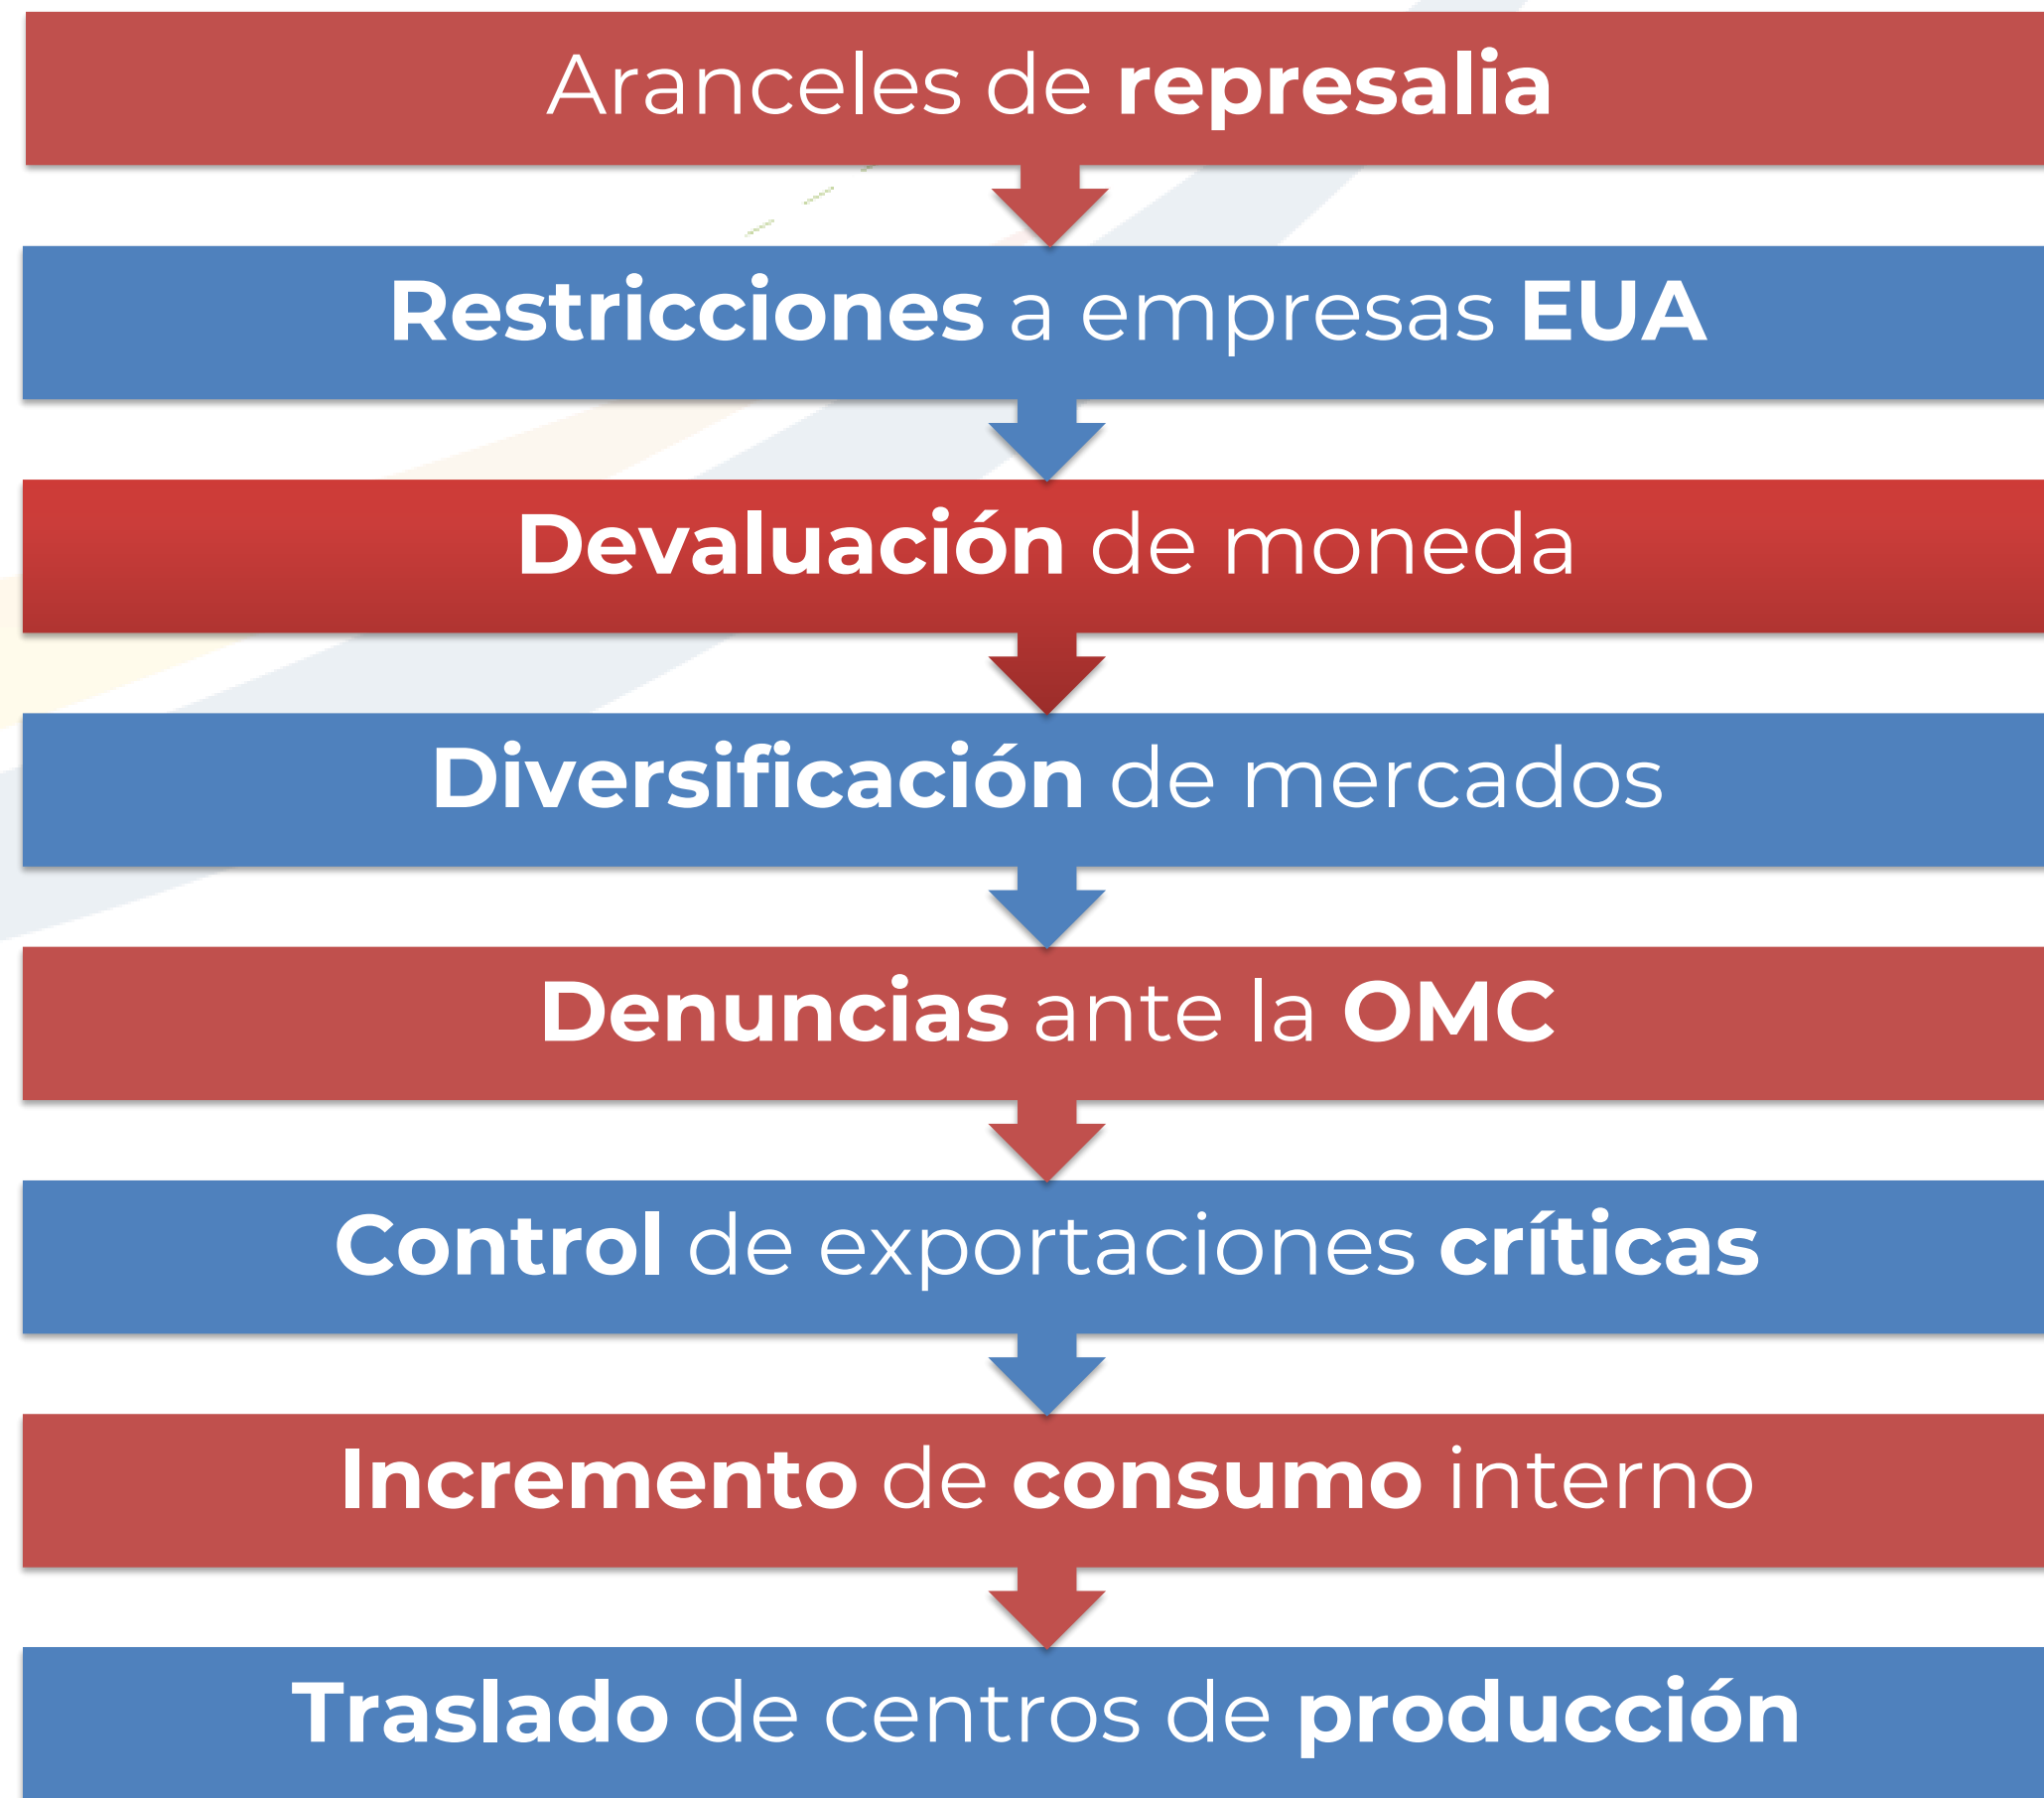 Aranceles de represalia
Restricciones a empresas EUA
Devaluación de moneda
Diversificación de mercados
Denuncias ante la OMC
Control de exportaciones críticas
Incremento de consumo interno
Traslado de centros de producción